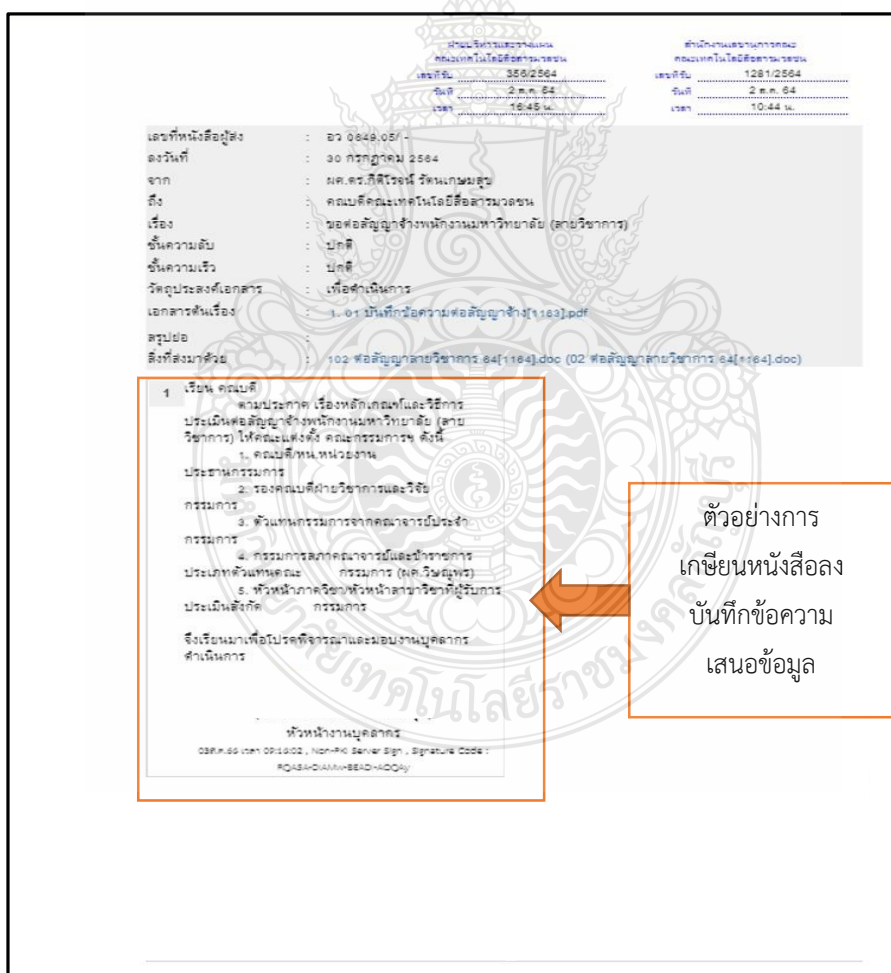 ฝ่ายบริหารและวางแผน
คณะเทคโนโลยีสื่อสารมวลชน
เลขที่รับ 356/2564
วันที่ 2 ส.ค. 64
เวลา 16:45 น.
สำนักงานเลขานุการคณะ
คณะเทคโนโลยีสื่อสารมวลชน
เลขที่รับ 1281/2564
วันที่ 2 ส.ค. 64
เวลา 10:44 น.
เลขที่หนังสือผู้ส่ง : อว 0649.05/ -
ลงวันที่ : 30 กรกฎาคม 2564
จาก : ผศ.ดร.กิติโรจน์ รัตนเกษมสุข
ถึง : คณบดีคณะเทคโนโลยีสื่อสารมวลชน
เรื่อง : ขอต่อสัญญาจ้างพนักงานมหาวิทยาลัย (สายวิชาการ)
ชั้นความลับ : ปกติ
ชั้นความเร็ว : ปกติ
วัตถุประสงค์เอกสาร : เพื่อดำเนินการ
เอกสารต้นเรื่อง : 1. 01 บันทึกข้อความต่อสัญญาจ้าง[1163].pdf
สรุปย่อ :
สิ่งที่ส่งมาด้วย : 102 ต่อสัญญาสายวิชาการ 64[1164].doc (02 ต่อสัญญาสายวิชาการ 64[1164].doc)
1 เรียน คณบดี
ตามประกาศ เรื่องหลักเกณฑ์และวิธีการ
ประเมินต่อสัญญาจ้างพนักงานมหาวิทยาลัย (สาย
วิชาการ) ให้คณะแต่งตั้ง คณะกรรมการฯ ดังนี้
1. คณบดี/หน.หน่วยงาน
ประธานกรรมการ
2. รองคณบดีฝ่ายวิชาการและวิจัย
กรรมการ
3. ตัวแทนกรรมการจากคณาจารย์ประจำ
กรรมการ
4. กรรมการสภาคณาจารย์และข้าราชการ
ประเภทตัวแทนคณะ กรรมการ (ผศ.วิษณุพร)
5. หัวหน้าภาควิชา/หัวหน้าสาขาวิชาที่ผู้รับการ
ประเมินสังกัด กรรมการ
จึงเรียนมาเพื่อโปรดพิจารณาและมอบงานบุคลากร
ดำเนินการ
หัวหน้างานบุคลากร
เวลา 09:16:02 , Non-PKI Server Sign , Signature Code :
ตัวอย่างการ
เกษียนหนังสือลง
บันทึกข้อความ
เสนอข้อมูล